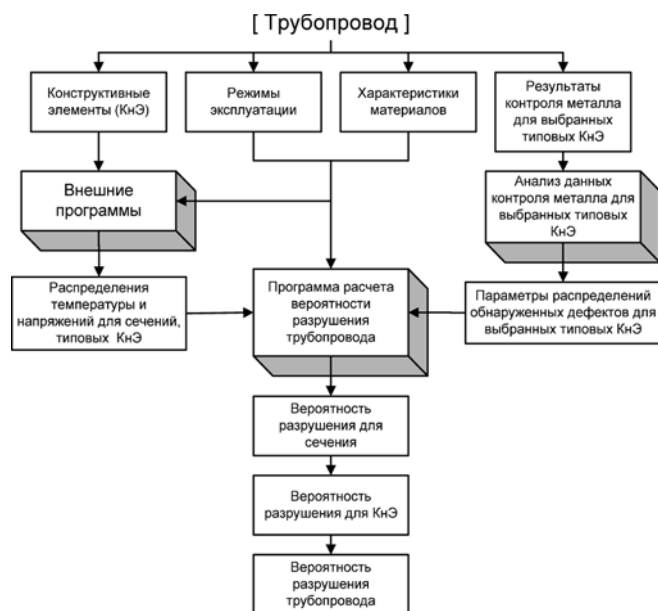 [ Трубопровод ]
Конструктивные
элементы (КнЭ)
Режимы
эксплуатации
Характеристики
материалов
Результаты
контроля металла
для выбранных
типовых КнЭ
Внешние
программы
Анализ данных
контроля металла для
выбранных типовых
КнЭ
Распределения
температуры и
напряжений для сечений,
типовых КнЭ
Программа расчета
вероятности
разрушения
трубопровода
Параметры распределений
обнаруженных дефектов для
выбранных типовых КнЭ
Вероятность
разрушения для
сечения
Вероятность
разрушения для КнЭ
Вероятность
разрушения
трубопровода